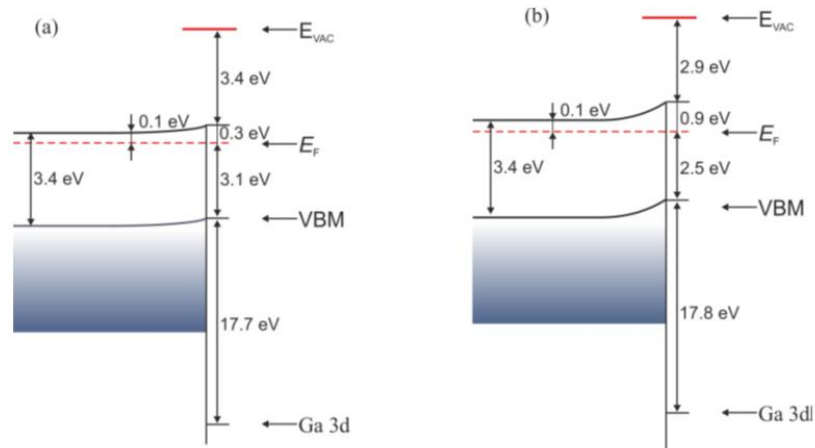 (a)
E_VAC
3.4 eV
0.1 eV
0.3 eV
E_F
3.4 eV
3.1 eV
VBM
17.7 eV
Ga 3d
(b)
E_VAC
2.9 eV
0.1 eV
0.9 eV
E_F
3.4 eV
2.5 eV
VBM
17.8 eV
Ga 3d